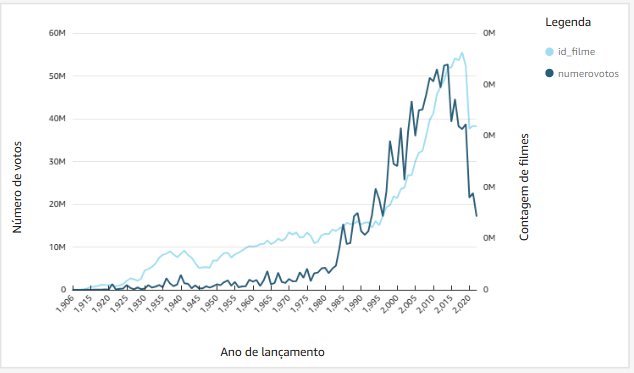 Legenda
id_filme
numerovotos
60M
50M
40M
30M
20M
10M
0
0M
0M
0M
0M
0M
0
Número de votos
Contagem de filmes
1,906
1,915
1,920
1,925
1,930
1,935
1,940
1,945
1,950
1,955
1,960
1,965
1,970
1,975
1,980
1,985
1,990
1,995
2,000
2,005
2,010
2,015
2,020
Ano de lançamento